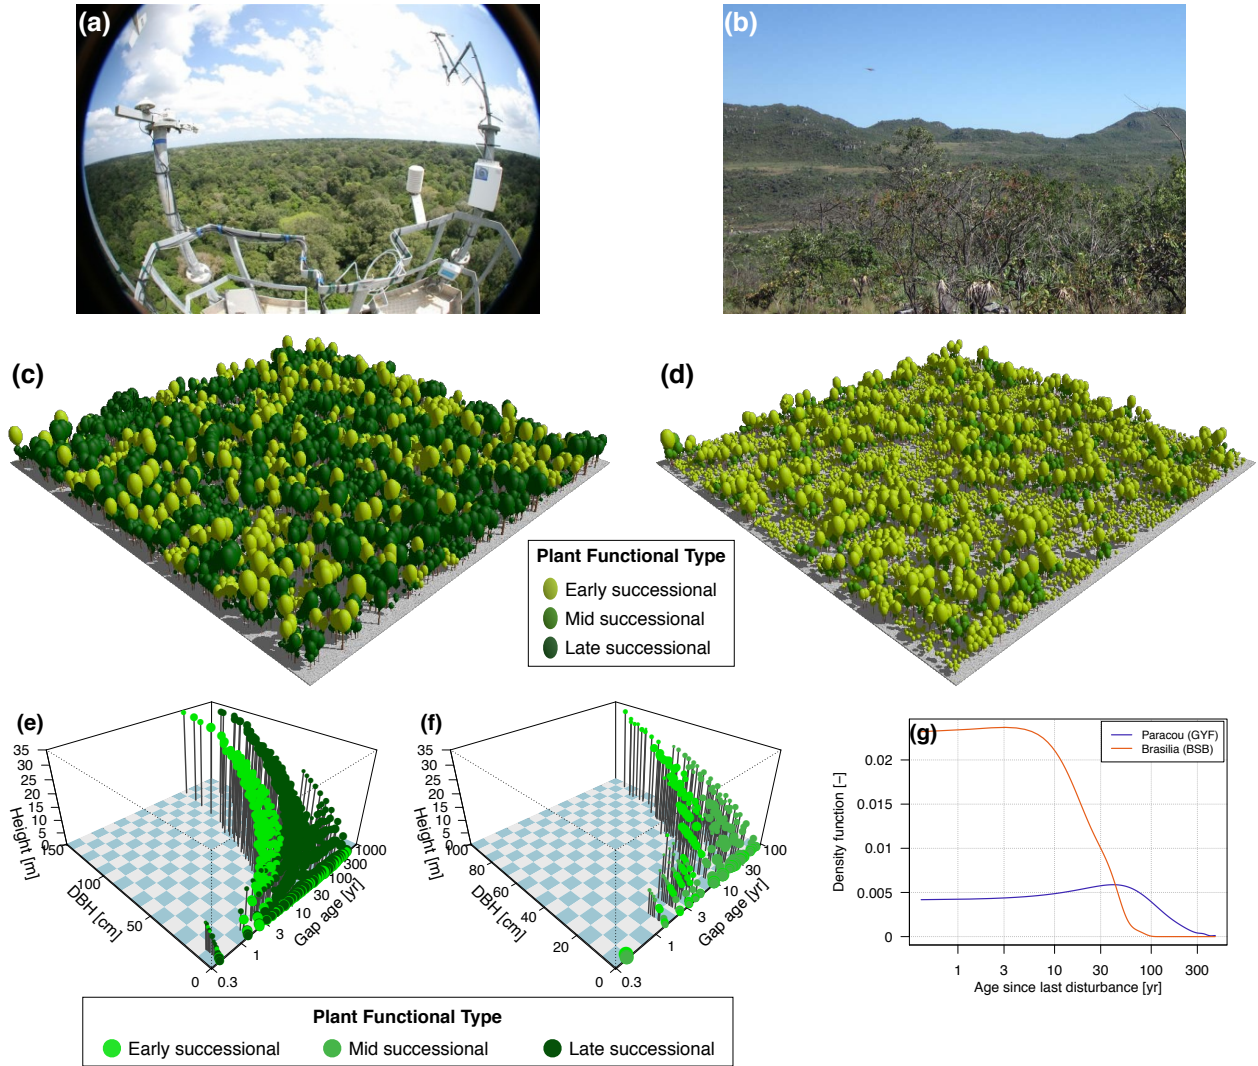 (a)
(b)
(c)
(d)
Plant Functional Type
Early successional
Mid successional
Late successional
(e)
35
30
25
20
15
10
5
0
Height [m]
150
100
50
0
DBH [cm]
0.3
1
3
10
30
100
300
1000
Gap age [yr]
(f)
35
30
25
20
15
10
5
0
Height [m]
100
80
60
40
20
0
DBH [cm]
0.3
1
3
10
30
100
Gap age [yr]
(g)
Paracou (GYF)
Brasilia (BSB)
0.02
0.015
0.01
0.005
0
Density function [–]
1
3
10
30
100
300
Age since last disturbance [yr]
Plant Functional Type
Early successional
Mid successional
Late successional